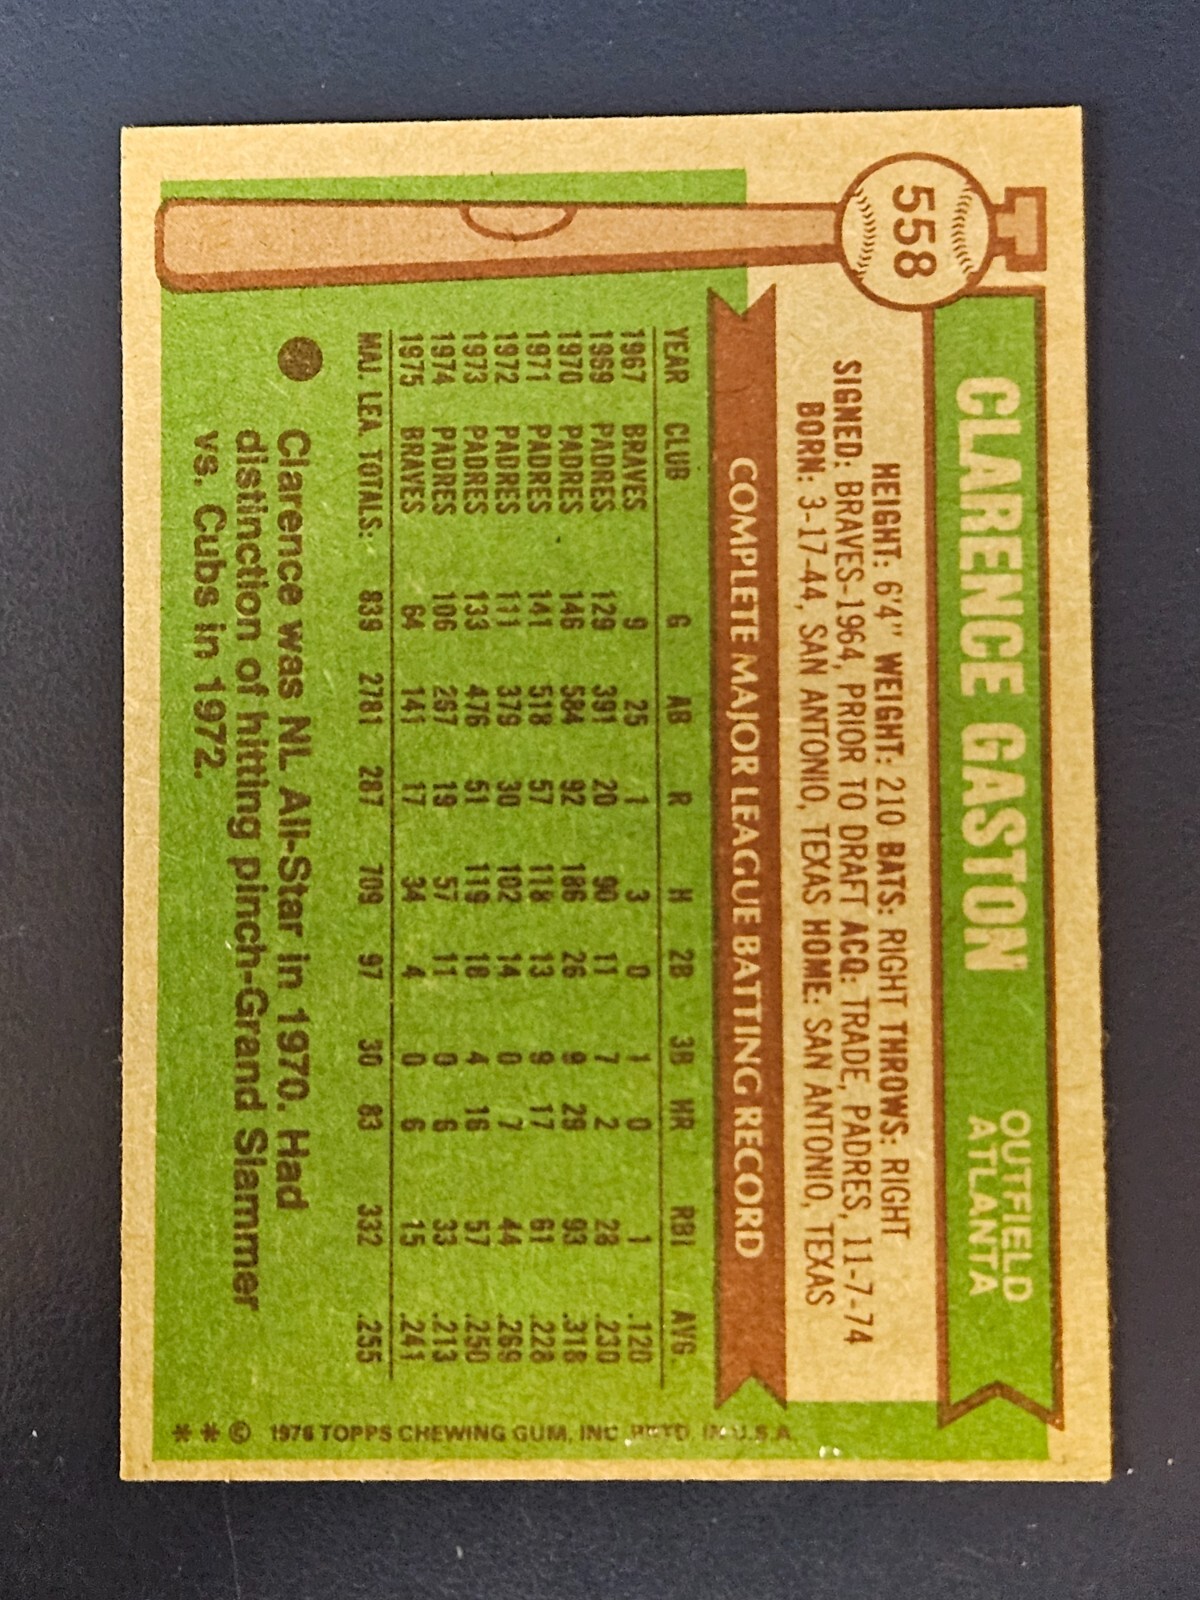 558
CLARENCE GASTON
OUTFIELD
ATLANTA
HEIGHT: 6'4" WEIGHT: 210 BATS: RIGHT THROWS: RIGHT
SIGNED: BRAVES-1964, PRIOR TO DRAFT ACQ: TRADE, PADRES, 11-7-74
BORN: 3-17-44, SAN ANTONIO, TEXAS HOME: SAN ANTONIO, TEXAS
COMPLETE MAJOR LEAGUE BATTING RECORD
YEAR CLUB G AB R H 2B 3B HR RBI AVG.
1967 BRAVES 9 25 1 3 0 1 0 1 .120
1969 PADRES 129 391 20 90 11 7 2 28 .230
1970 PADRES 146 584 92 186 26 9 29 93 .318
1971 PADRES 141 518 57 118 13 9 17 61 .228
1972 PADRES 111 379 30 102 14 0 7 44 .269
1973 PADRES 133 476 51 119 18 4 16 57 .250
1974 PADRES 106 267 19 57 11 0 6 33 .213
1975 BRAVES 64 141 17 34 4 0 6 15 .241
MAJ. LEA. TOTALS: 839 2781 287 709 97 30 83 332 .255
Clarence was NL All-Star in 1970. Had
distinction of hitting pinch-Grand Slammer
vs. Cubs in 1972.
** © 1976 TOPPS CHEWING GUM, INC. PRTD. IN U.S.A.